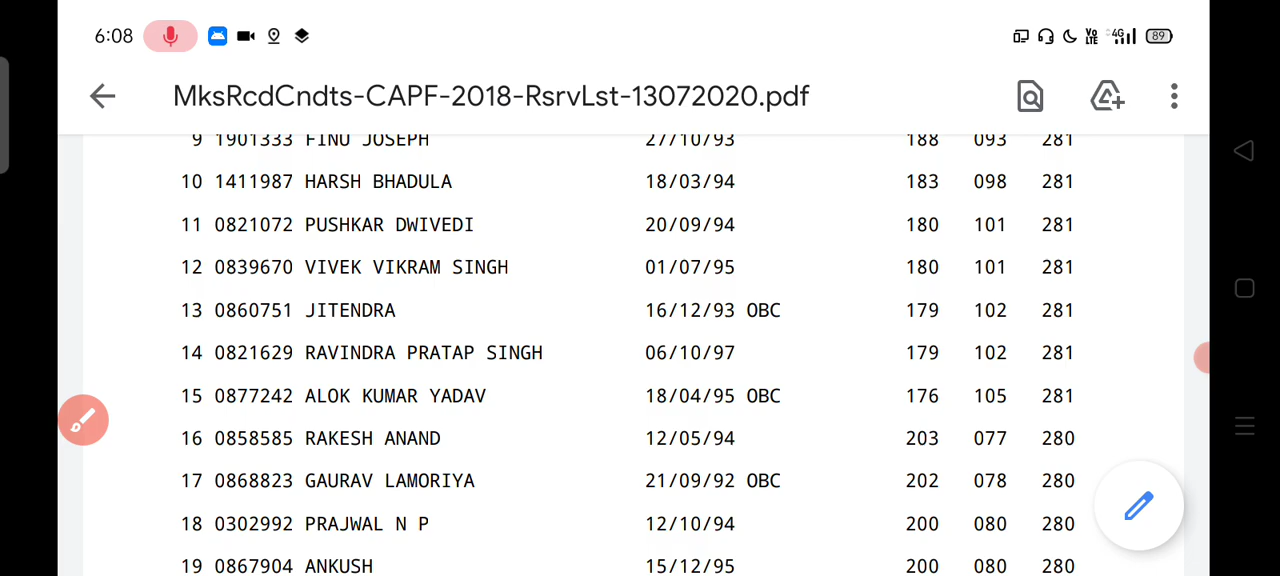 6:08 Vo LTE 4G 89
MksRcdCndts-CAPF-2018-RsrvLst-13072020.pdf
9 1901333 FINU JOSEPH 27/10/93 188 093 281
10 1411987 HARSH BHADULA 18/03/94 183 098 281
11 0821072 PUSHKAR DWIVEDI 20/09/94 180 101 281
12 0839670 VIVEK VIKRAM SINGH 01/07/95 180 101 281
13 0860751 JITENDRA 16/12/93 OBC 179 102 281
14 0821629 RAVINDRA PRATAP SINGH 06/10/97 179 102 281
15 0877242 ALOK KUMAR YADAV 18/04/95 OBC 176 105 281
16 0858585 RAKESH ANAND 12/05/94 203 077 280
17 0868823 GAURAV LAMORIYA 21/09/92 OBC 202 078 280
18 0302992 PRAJWAL N P 12/10/94 200 080 280
19 0867904 ANKUSH 15/12/95 200 080 280